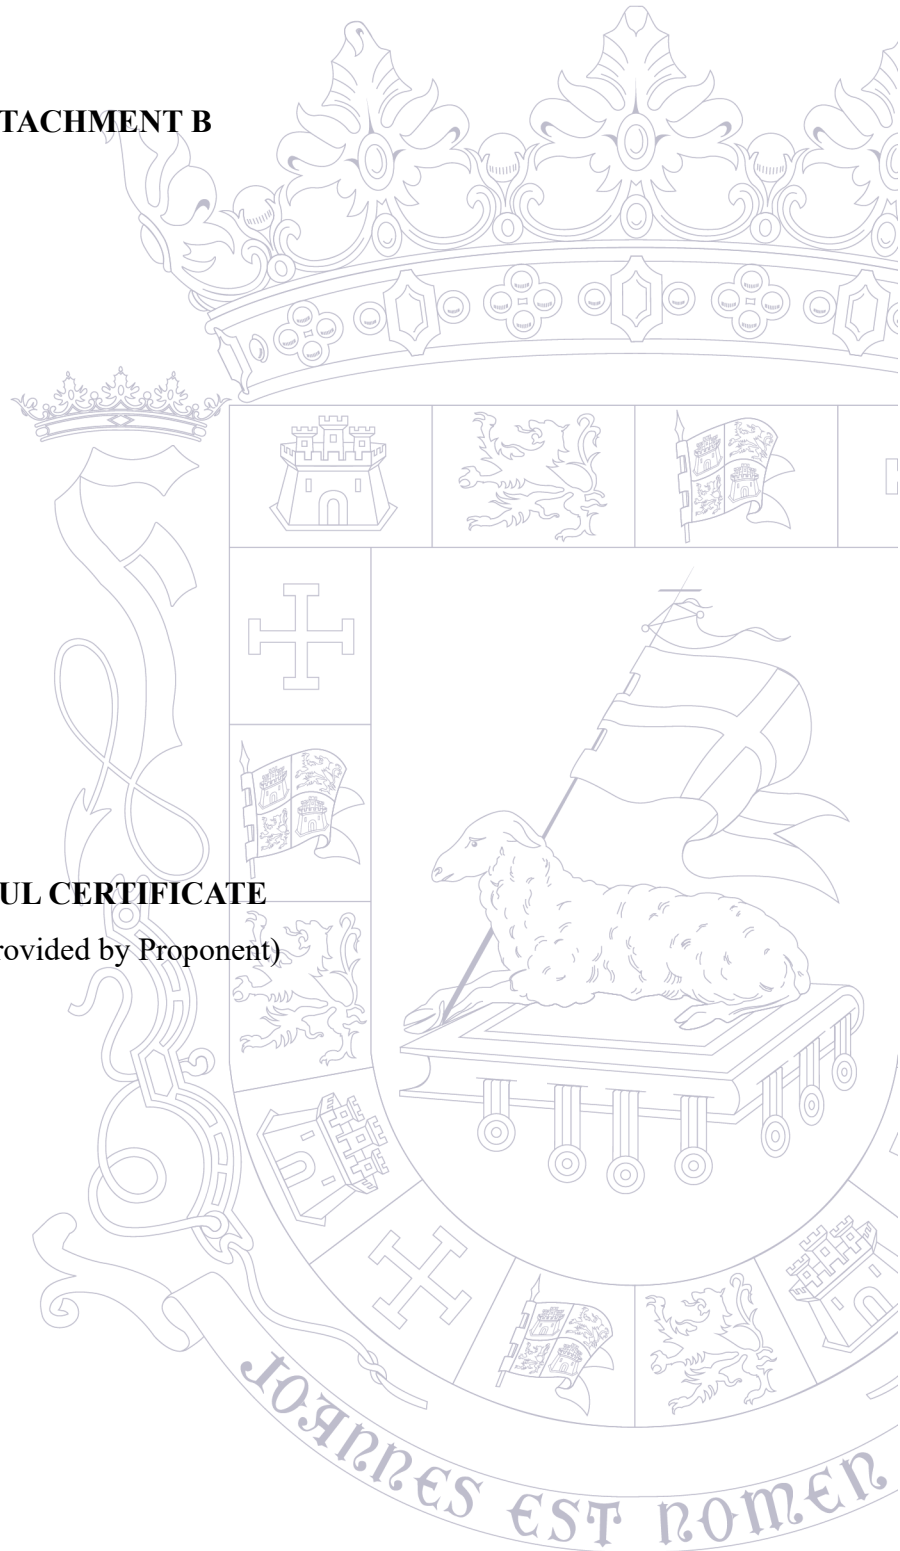 TACHMENT B
UL CERTIFICATE
rovided by Proponent)
JOANNES EST NOMEN